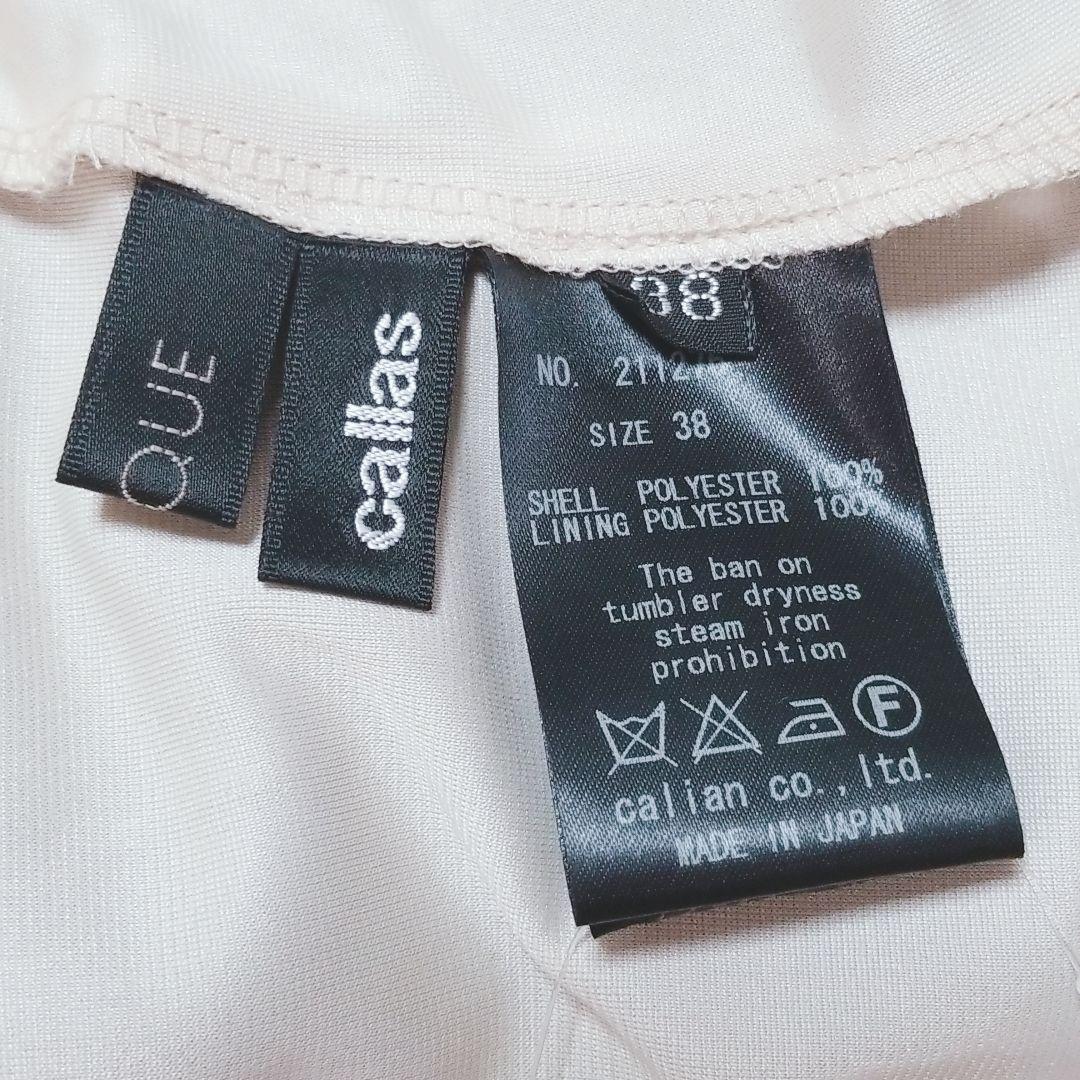 QUE
callas
38
NO. 21127
SIZE 38
SHELL POLYESTER 100%
LINING POLYESTER 100%
The ban on
tumbler dryness
steam iron
prohibition
F
calian co.,ltd.
MADE IN JAPAN